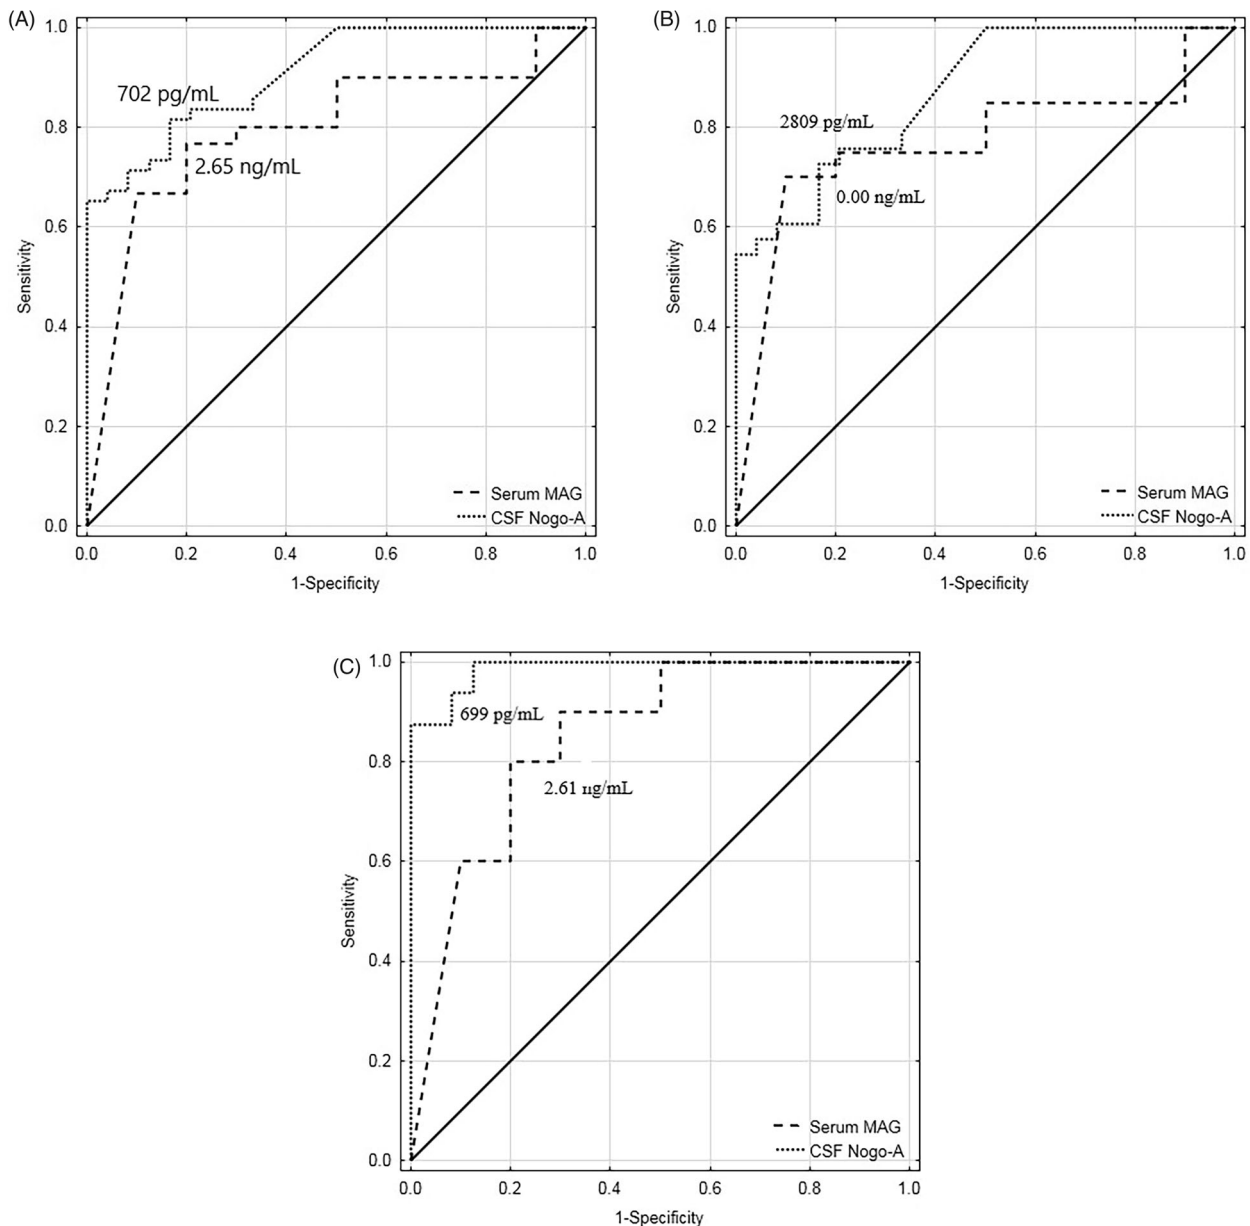 (A)
1.0
0.8
0.6
0.4
0.2
0.0
Sensitivity
702 pg/mL
2.65 ng/mL
Serum MAG
CSF Nogo-A
0.0 0.2 0.4 0.6 0.8 1.0
1-Specificity
(B)
1.0
0.8
0.6
0.4
0.2
0.0
Sensitivity
2809 pg/mL
0.00 ng/mL
Serum MAG
CSF Nogo-A
0.0 0.2 0.4 0.6 0.8 1.0
1-Specificity
(C)
1.0
0.8
0.6
0.4
0.2
0.0
Sensitivity
699 pg/mL
2.61 ng/mL
Serum MAG
CSF Nogo-A
0.0 0.2 0.4 0.6 0.8 1.0
1-Specificity